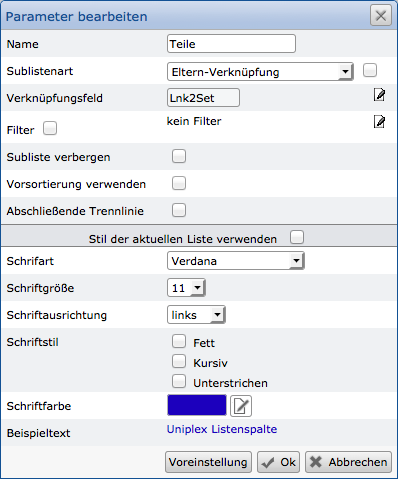 Parameter bearbeiten
Name Teile
Sublistenart Eltern-Verknüpfung
Verknüpfungsfeld Lnk2Set
Filter kein Filter
Subliste verbergen
Vorsortierung verwenden
Abschließende Trennlinie
Stil der aktuellen Liste verwenden
Schrifart Verdana
Schriftgröße 11
Schriftausrichtung links
Schriftstil Fett
Kursiv
Unterstrichen
Schriftfarbe
Beispieltext Uniplex Listenspalte
Voreinstellung Ok Abbrechen